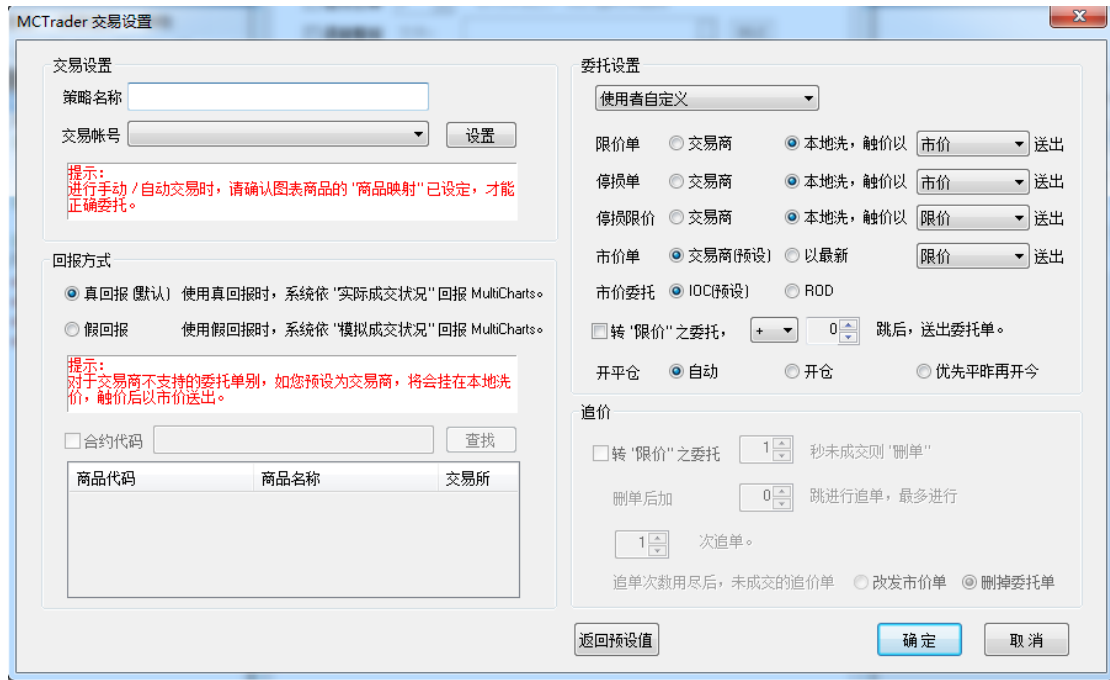 MCTrader 交易设置
交易设置
策略名称
交易帐号
设置
提示:
进行手动 / 自动交易时，请确认图表商品的 "商品映射" 已设定，才能
正确委托。
回报方式
真回报 (默认) 使用真回报时，系统依 "实际成交状况" 回报 MultiCharts。
假回报 使用假回报时，系统依 "模拟成交状况" 回报 MultiCharts。
提示:
对于交易商不支持的委托单别，如您预设为交易商，将会挂在本地洗
价，触价后以市价送出。
合约代码
查找
商品代码 商品名称 交易所
委托设置
使用者自定义
限价单 交易商 本地洗，触价以 市价 送出
停损单 交易商 本地洗，触价以 市价 送出
停损限价 交易商 本地洗，触价以 限价 送出
市价单 交易商(预设) 以最新 限价 送出
市价委托 IOC(预设) ROD
转 "限价" 之委托， + 0 跳后，送出委托单。
开平仓 自动 开仓 优先平昨再开今
追价
转 "限价" 之委托 1 秒未成交则 "删单"
删单后加 0 跳进行追单，最多进行
1 次追单。
追单次数用尽后，未成交的追价单 改发市价单 删掉委托单
返回预设值
确定
取消